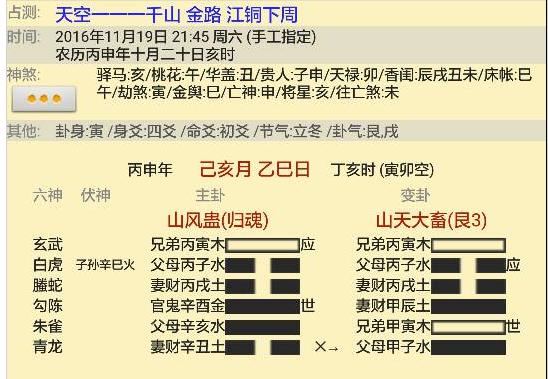 占测: 天空一一一千山 金路 江铜下周
时间: 2016年11月19日 21:45 周六 (手工指定)
农历丙申年十月二十日亥时
神煞: 驿马:亥/桃花:午/华盖:丑/贵人:子申/天禄:卯/香闺:辰戌丑未/床帐:巳
午/劫煞:寅/金舆:巳/亡神:申/将星:亥/往亡煞:未
其他: 卦身:寅 /身爻:四爻 /命爻:初爻 /节气:立冬 /卦气:艮,戌
丙申年 己亥月 乙巳日 丁亥时 (寅卯空)
六神 伏神 主卦 变卦
山风蛊(归魂) 山天大畜(艮3)
玄武 兄弟丙寅木 应 兄弟丙寅木
白虎 子孙辛巳火 父母丙子水 父母丙子水 应
螣蛇 妻财丙戌土 妻财丙戌土
勾陈 官鬼辛酉金 世 妻财甲辰土
朱雀 父母辛亥水 兄弟甲寅木 世
青龙 妻财辛丑土 ×→ 父母甲子水